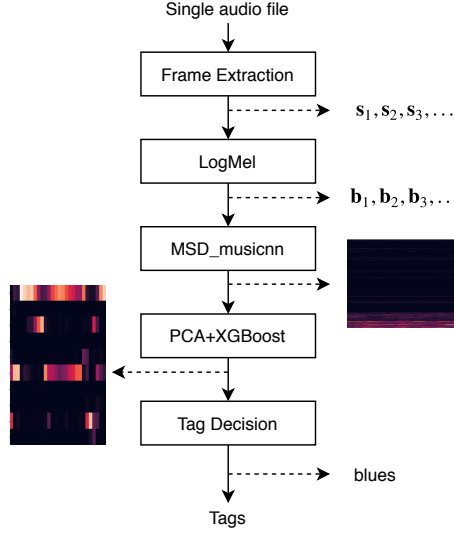 Single audio file
Frame Extraction
s₁, s₂, s₃, . . .
LogMel
b₁, b₂, b₃, . .
MSD_musicnn
PCA+XGBoost
Tag Decision
blues
Tags